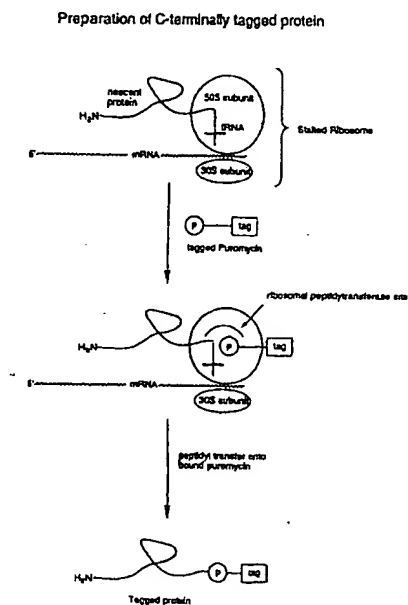 Preparation of C-terminally tagged protein
nascent
protein
50S subunit
H2N
tRNA
Stalled Ribosome
5'
mRNA
30S subunit
P
tag
tagged Puromycin
ribosomal peptidyltransferase site
H2N
P
tag
5'
mRNA
30S subunit
peptidyl transfer onto
bound puromycin
H2N
P
tag
Tagged protein